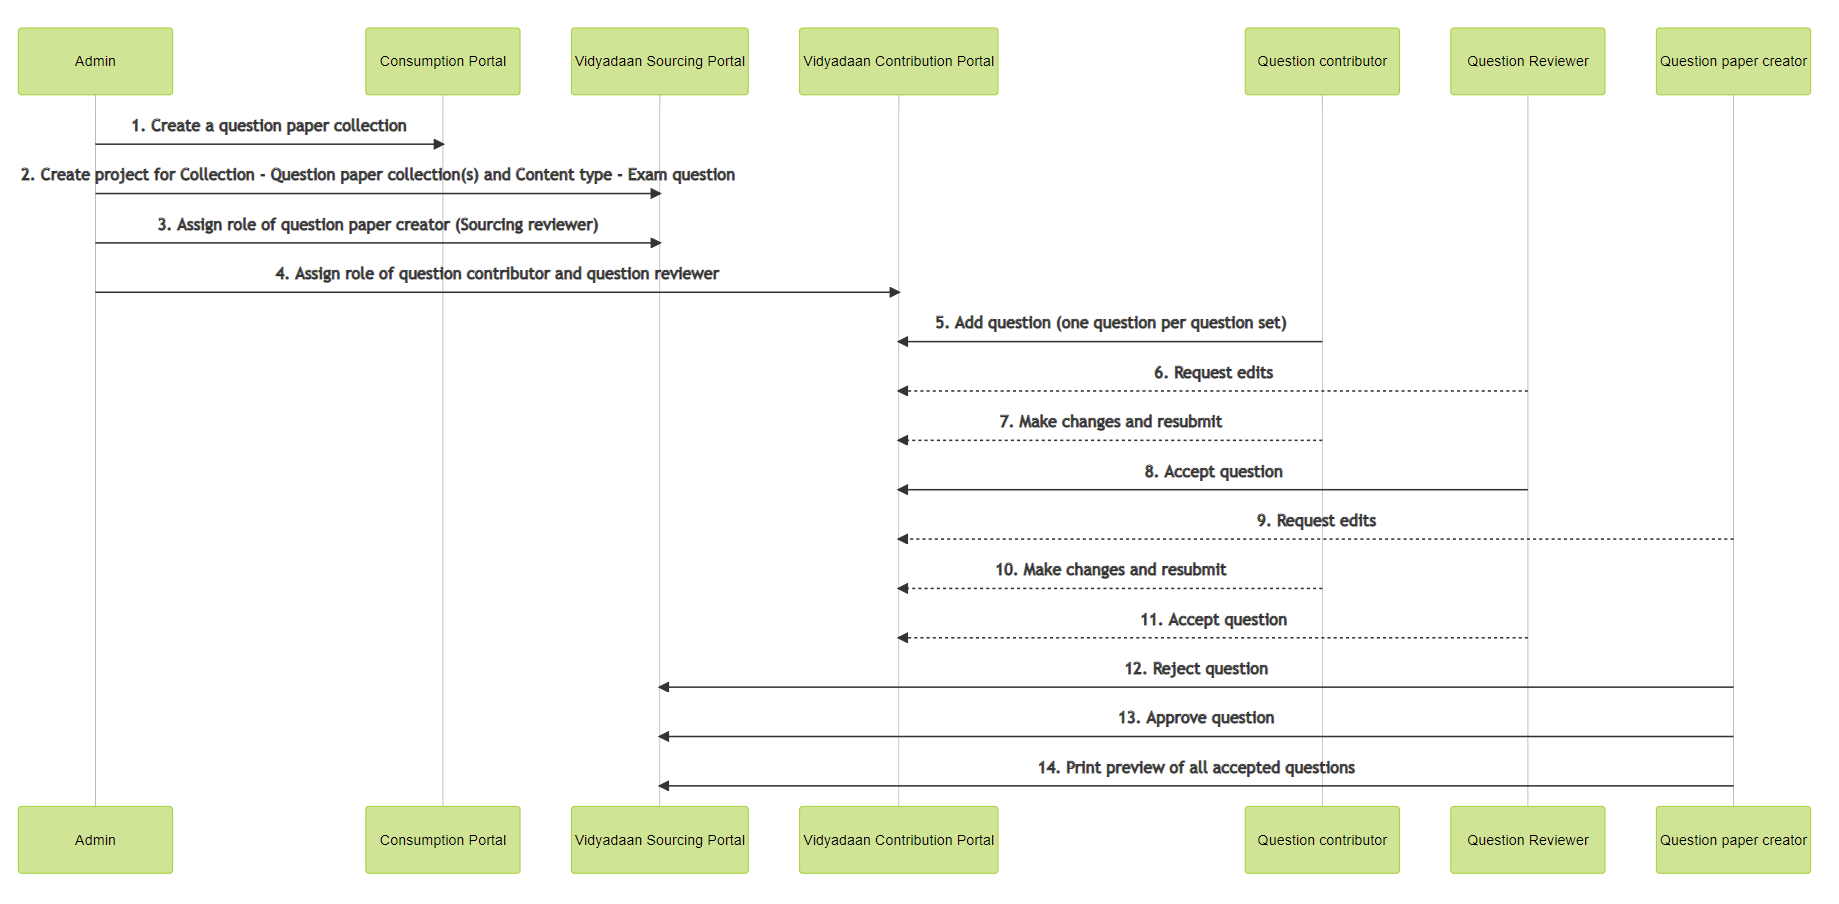 Admin
Consumption Portal
Vidyadaan Sourcing Portal
Vidyadaan Contribution Portal
Question contributor
Question Reviewer
Question paper creator
1. Create a question paper collection
2. Create project for Collection - Question paper collection(s) and Content type - Exam question
3. Assign role of question paper creator (Sourcing reviewer)
4. Assign role of question contributor and question reviewer
5. Add question (one question per question set)
6. Request edits
7. Make changes and resubmit
8. Accept question
9. Request edits
10. Make changes and resubmit
11. Accept question
12. Reject question
13. Approve question
14. Print preview of all accepted questions
Admin
Consumption Portal
Vidyadaan Sourcing Portal
Vidyadaan Contribution Portal
Question contributor
Question Reviewer
Question paper creator